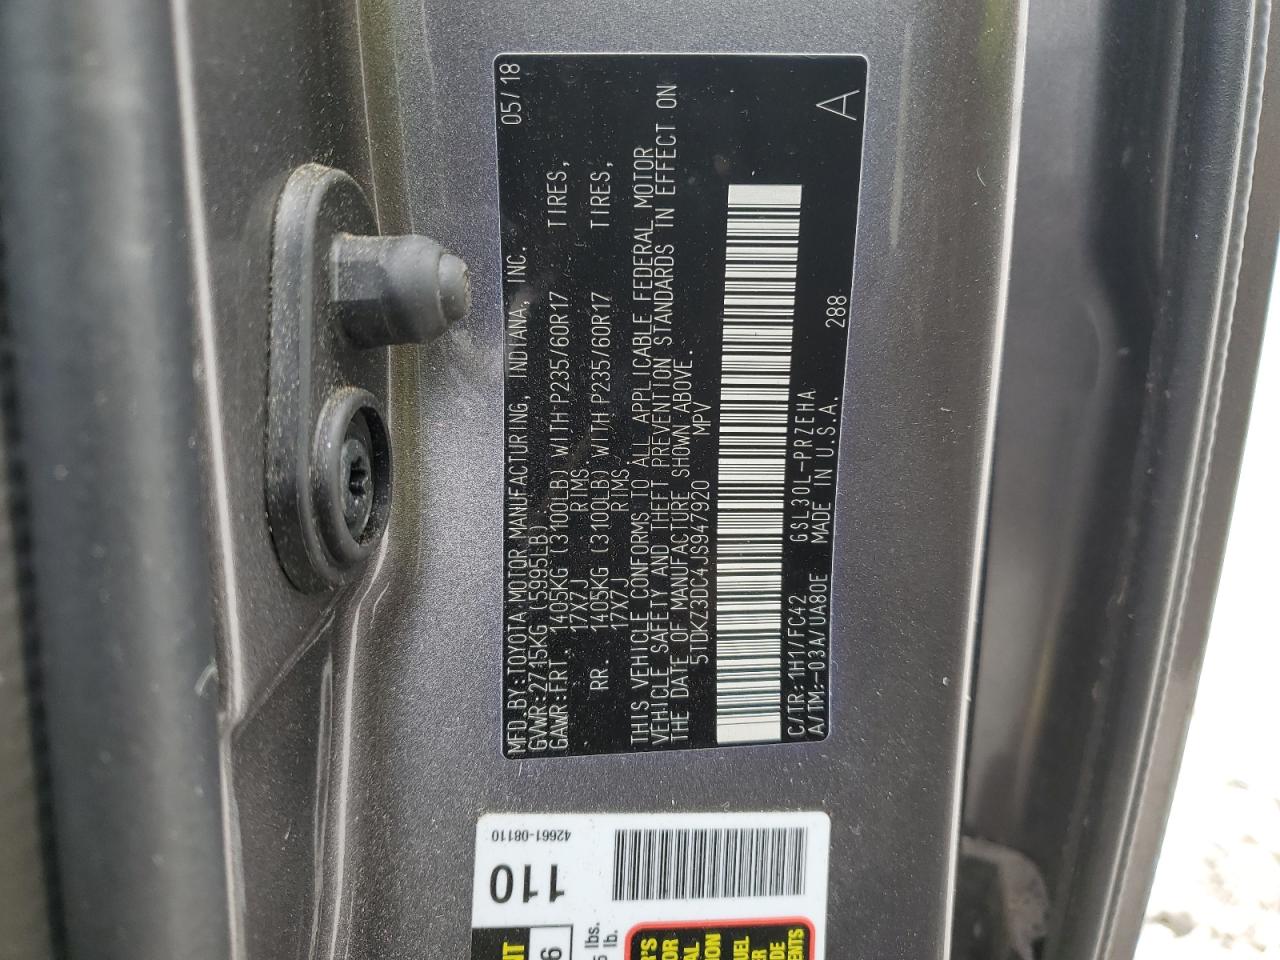 MFD. BY: TOYOTA MOTOR MANUFACTURING, INDIANA, INC. 05/18
GVWR: 2715KG (5995LB)
GAWR: FRT. 1405KG (3100LB) WITH P235/60R17 TIRES,
17X7J RIMS.
RR. 1405KG (3100LB) WITH P235/60R17 TIRES,
17X7J RIMS.
THIS VEHICLE CONFORMS TO ALL APPLICABLE FEDERAL MOTOR
VEHICLE SAFETY AND THEFT PREVENTION STANDARDS IN EFFECT ON
THE DATE OF MANUFACTURE SHOWN ABOVE.
5TDKZ3DC4JS947920 MPV
C/TR: 1H1/FC42 GSL30L-PRZEHA
A/TM: -03A/UA80E MADE IN U.S.A. 288
A
42661-08110
110
lbs.
lb.